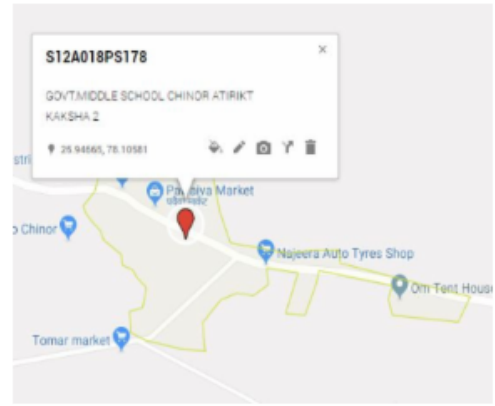 S12A018PS178
GOVT.MIDDLE SCHOOL CHINOR ATIRIKT
KAKSHA 2
25.94665, 78.10581
Market
Chinor
Najeera Auto Tyres Shop
Om Tent House
Tomar market